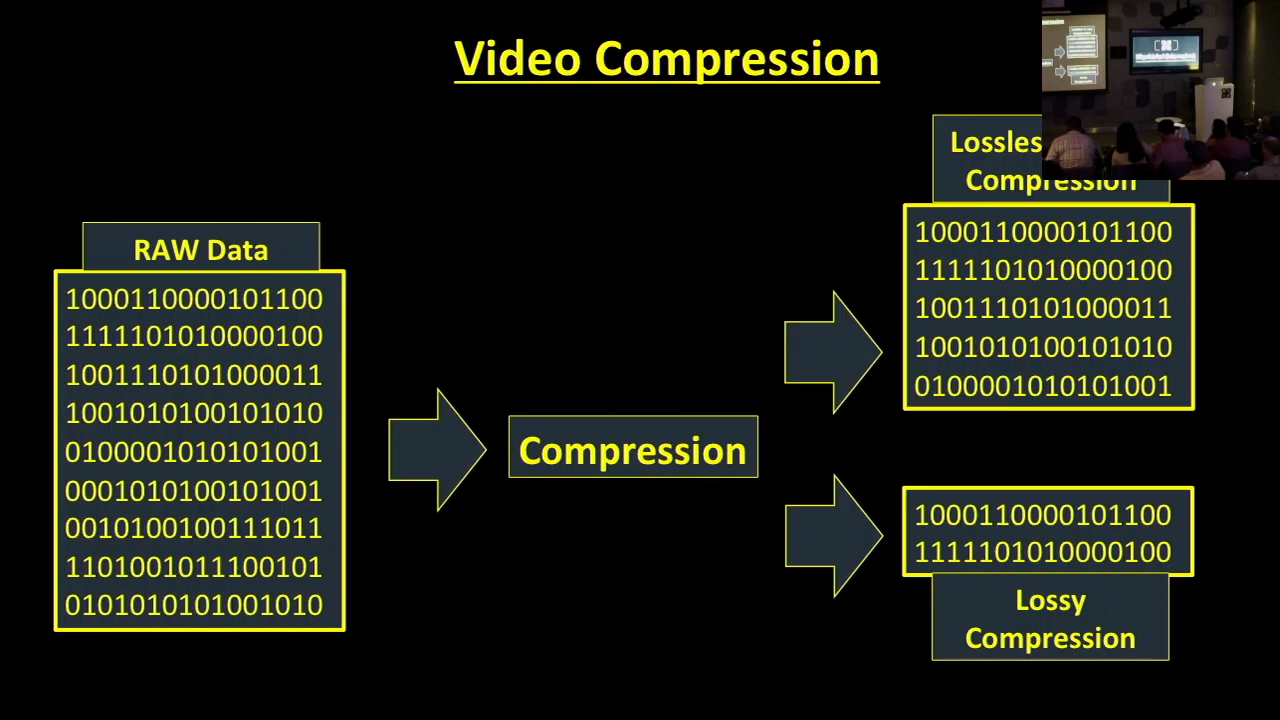 Video Compression
RAW Data
1000110000101100
1111101010000100
1001110101000011
1001010100101010
0100001010101001
0001010100101001
0010100100111011
1101001011100101
0101010101001010
Compression
Compression
1000110000101100
1111101010000100
1001110101000011
1001010100101010
0100001010101001
1000110000101100
1111101010000100
Lossy
Compression